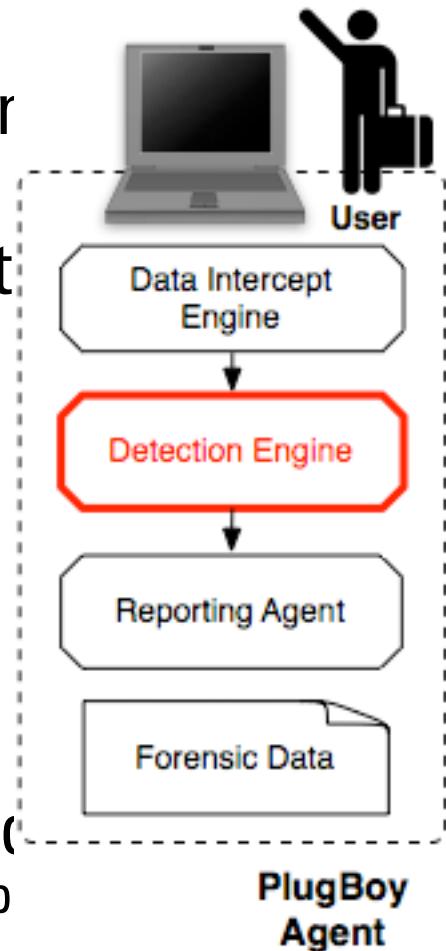 User
Data Intercept
Engine
Detection Engine
Reporting Agent
Forensic Data
PlugBoy
Agent